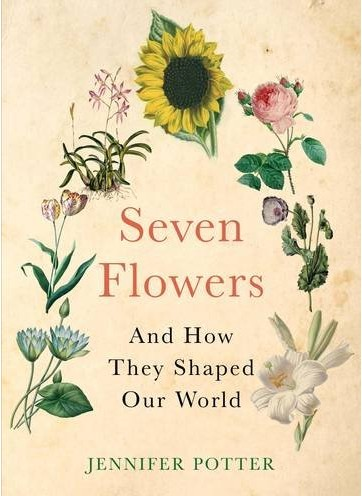 Seven
Flowers
And How
They Shaped
Our World
JENNIFER POTTER